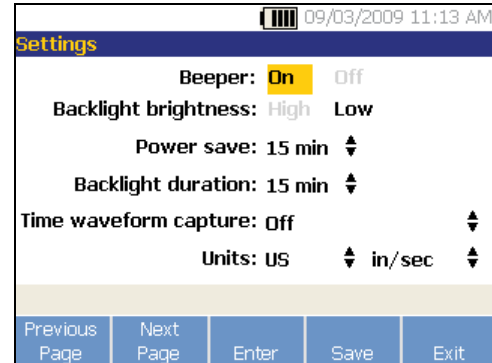 09/03/2009 11:13 AM
Settings
Beeper: On Off
Backlight brightness: High Low
Power save: 15 min
Backlight duration: 15 min
Time waveform capture: Off
Units: US in/sec
Previous Page Next Page Enter Save Exit